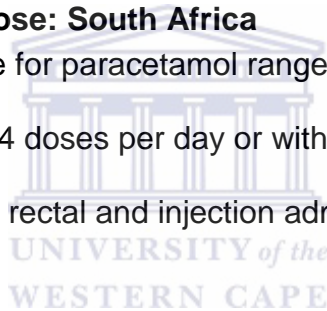 ose: South Africa
e for paracetamol range
4 doses per day or with
rectal and injection adr
UNIVERSITY of the
WESTERN CAPE